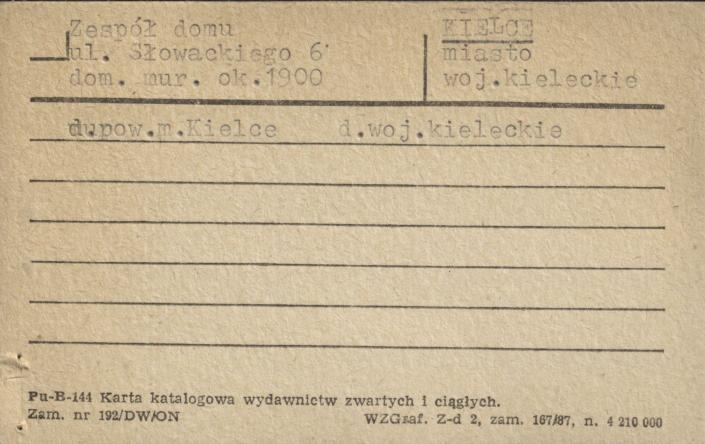 Zespół domu
ul. Słowackiego 6
dom. mur. ok.1900
KIELCE
miasto
woj.kieleckie
dupow.m.Kielce d.woj.kieleckie
Pu-B-144 Karta katalogowa wydawnictw zwartych i ciągłych.
Zam. nr 192/DW/ON
WZGraf. Z-d 2, zam. 167/87, n. 4 210 000